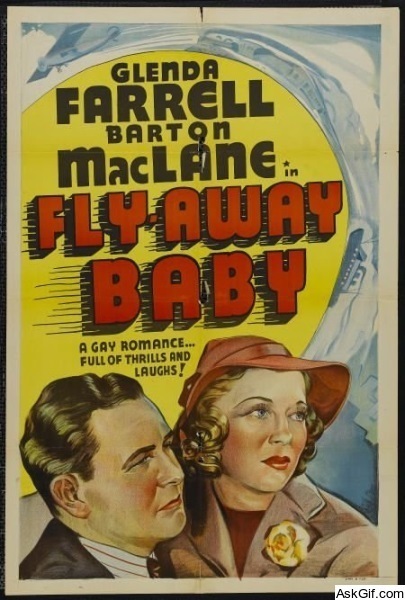 GLENDA
FARRELL
BARTON
MACLANE in
FLY-AWAY
BABY
A GAY ROMANCE...
FULL OF THRILLS AND
LAUGHS!
AskGif.com